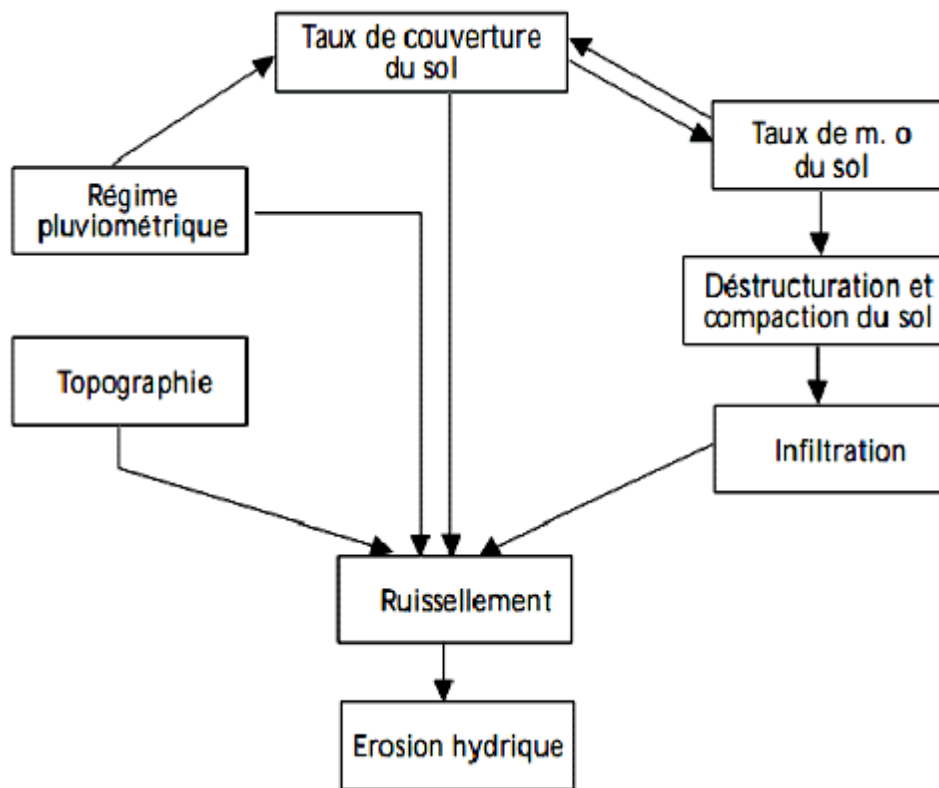 Taux de couverture
du sol
Taux de m. o
du sol
Régime
pluviométrique
Déstructuration et
compaction du sol
Topographie
Infiltration
Ruissellement
Erosion hydrique